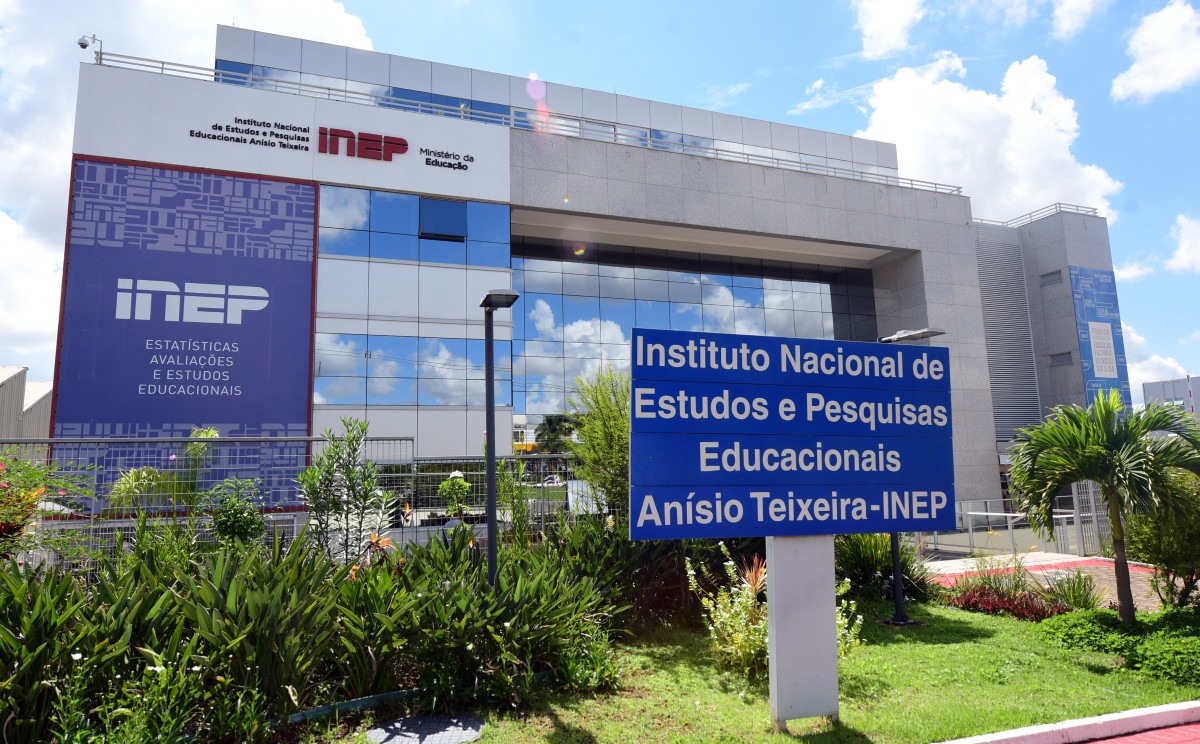 Instituto Nacional
de Estudos e Pesquisas
Educacionais Anísio Teixeira
INEP
Ministério da
Educação
INEP
ESTATÍSTICAS
AVALIAÇÕES
E ESTUDOS
EDUCACIONAIS
Instituto Nacional de
Estudos e Pesquisas
Educacionais
Anísio Teixeira-INEP